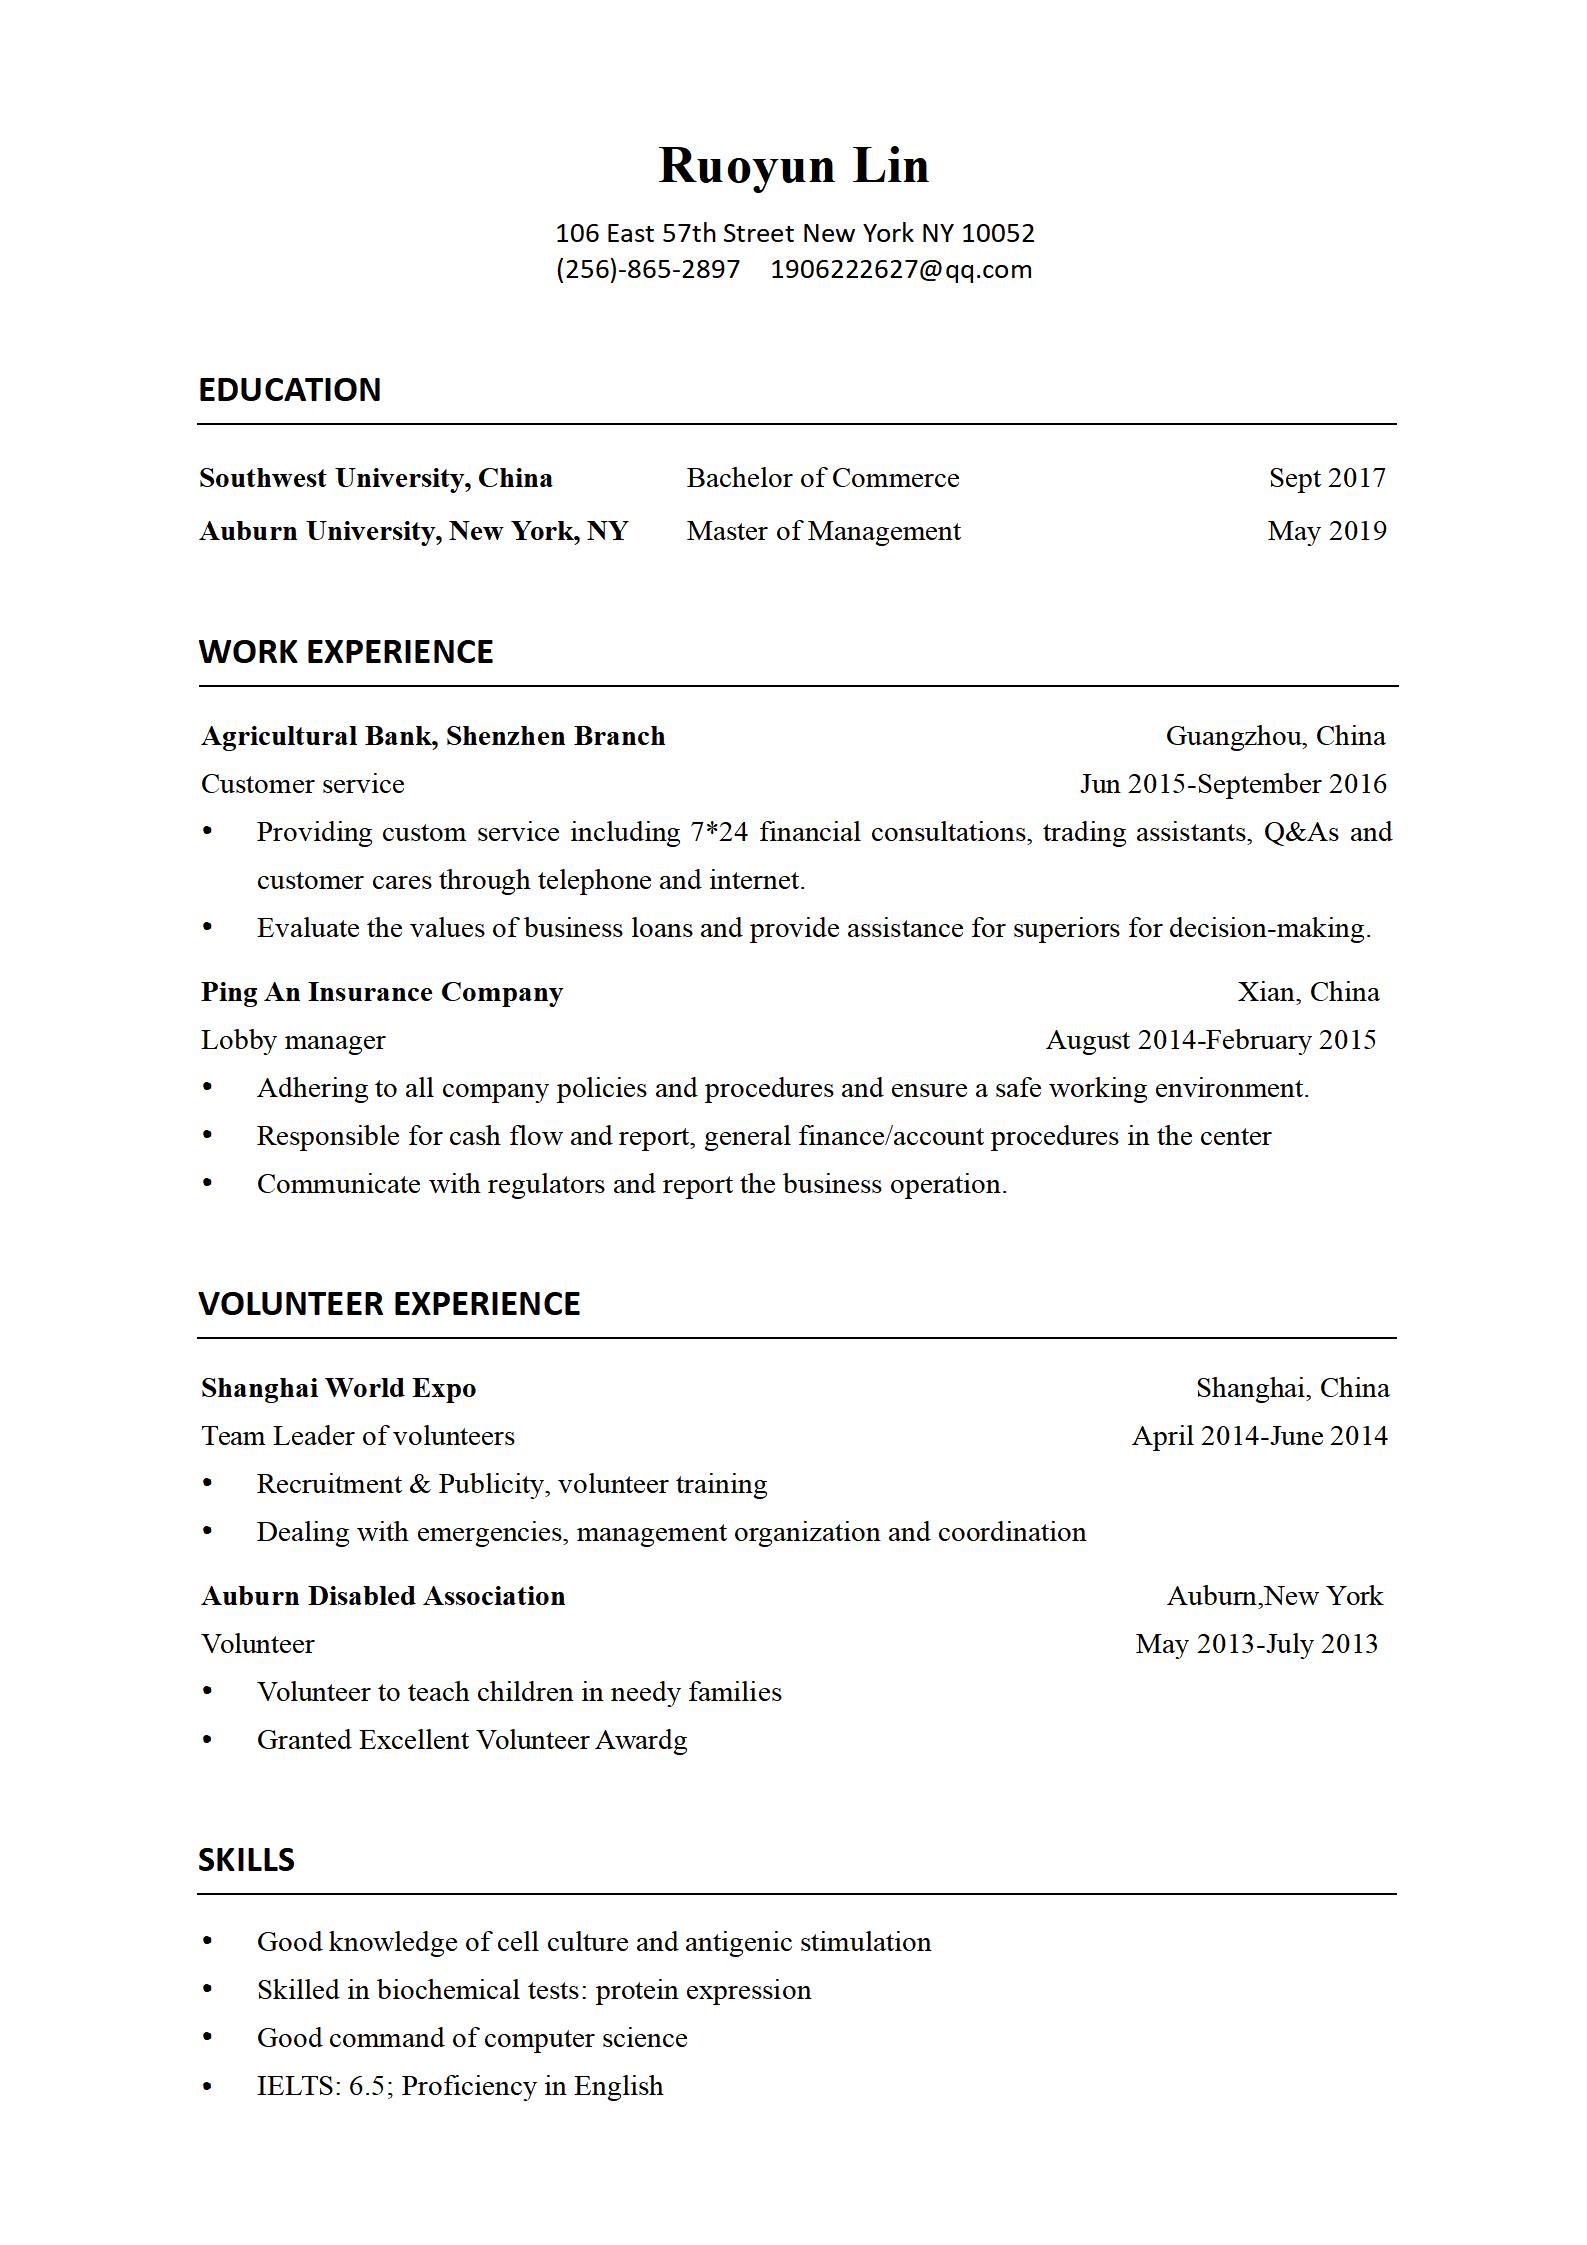 Ruoyun Lin
106 East 57th Street New York NY 10052
(256)-865-2897 1906222627@qq.com
EDUCATION
Southwest University, China Bachelor of Commerce Sept 2017
Auburn University, New York, NY Master of Management May 2019
WORK EXPERIENCE
Agricultural Bank, Shenzhen Branch Guangzhou, China
Customer service Jun 2015-September 2016
• Providing custom service including 7*24 financial consultations, trading assistants, Q&As and
customer cares through telephone and internet.
• Evaluate the values of business loans and provide assistance for superiors for decision-making.
Ping An Insurance Company Xian, China
Lobby manager August 2014-February 2015
• Adhering to all company policies and procedures and ensure a safe working environment.
• Responsible for cash flow and report, general finance/account procedures in the center
• Communicate with regulators and report the business operation.
VOLUNTEER EXPERIENCE
Shanghai World Expo Shanghai, China
Team Leader of volunteers April 2014-June 2014
• Recruitment & Publicity, volunteer training
• Dealing with emergencies, management organization and coordination
Auburn Disabled Association Auburn,New York
Volunteer May 2013-July 2013
• Volunteer to teach children in needy families
• Granted Excellent Volunteer Awardg
SKILLS
• Good knowledge of cell culture and antigenic stimulation
• Skilled in biochemical tests: protein expression
• Good command of computer science
• IELTS: 6.5; Proficiency in English